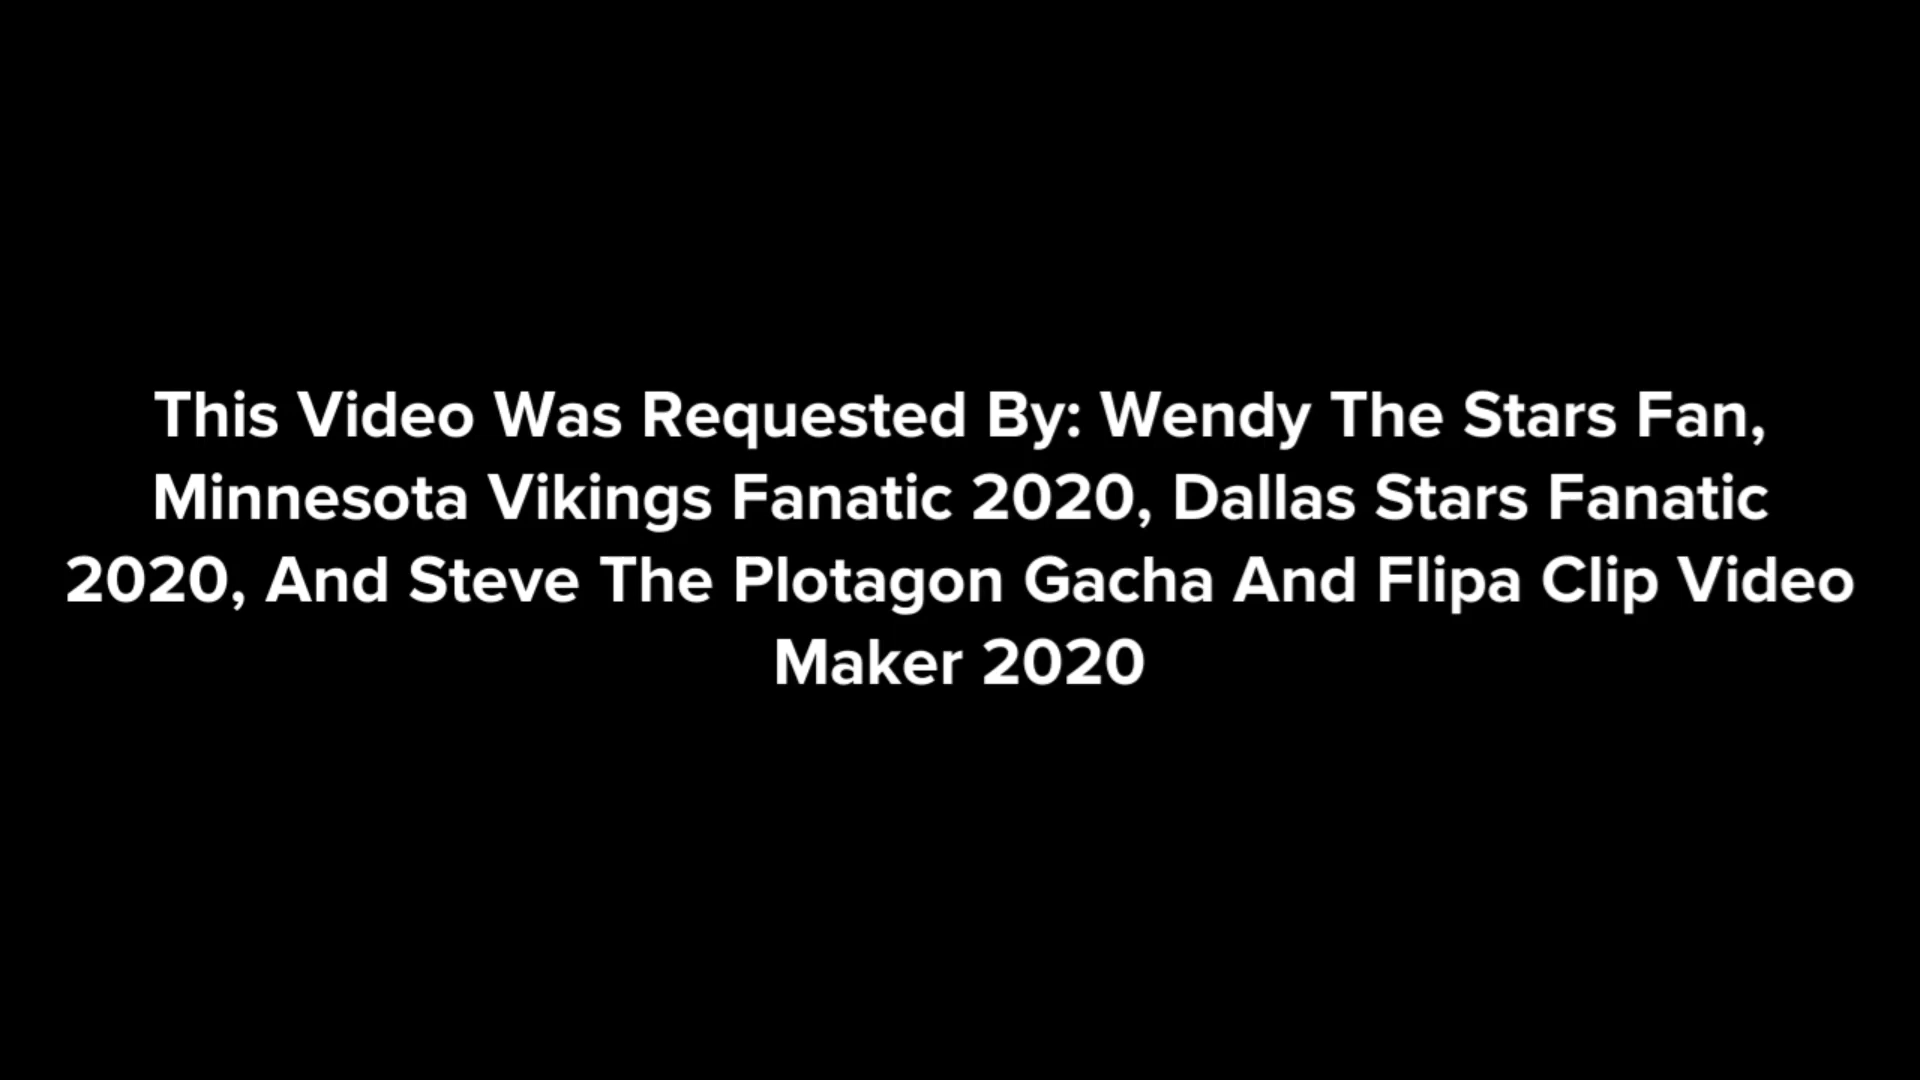 This Video Was Requested By: Wendy The Stars Fan,
Minnesota Vikings Fanatic 2020, Dallas Stars Fanatic
2020, And Steve The Plotagon Gacha And Flipa Clip Video
Maker 2020